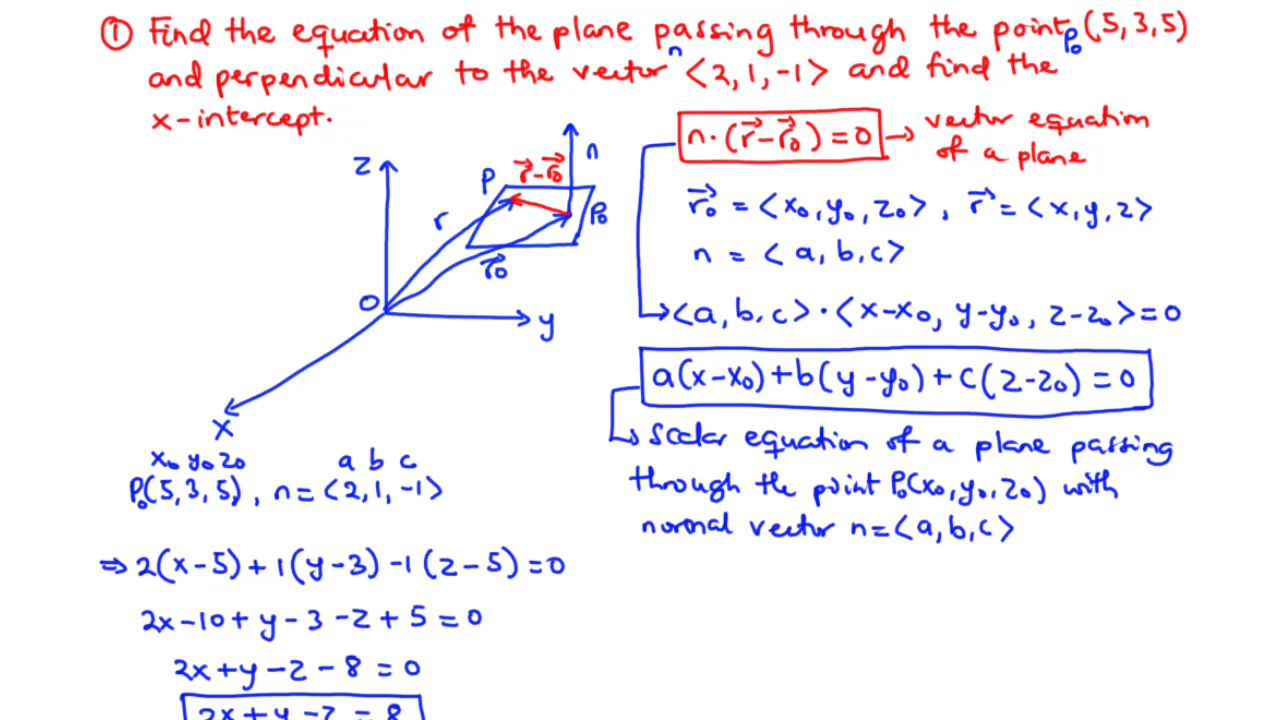 ① Find the equation of the plane passing through the point P₀(5,3,5)
and perpendicular to the vector n <2,1,-1> and find the
x-intercept.
n·(r⃗-r⃗₀)=0 → vector equation
of a plane
r⃗₀ = <x₀,y₀,z₀>, r⃗ = <x,y,z>
n = <a,b,c>
→<a,b,c>·<x-x₀, y-y₀, z-z₀>=0
a(x-x₀)+b(y-y₀)+c(z-z₀)=0
→ scalar equation of a plane passing
through the point P₀(x₀,y₀,z₀) with
normal vector n=<a,b,c>
z
P
r⃗-r⃗₀
n
r
P₀
r⃗₀
O
y
x
x₀ y₀ z₀ a b c
P₀(5,3,5), n=<2,1,-1>
⇒ 2(x-5)+1(y-3)-1(z-5)=0
2x-10+y-3-z+5=0
2x+y-z-8=0
2x+y-z=8